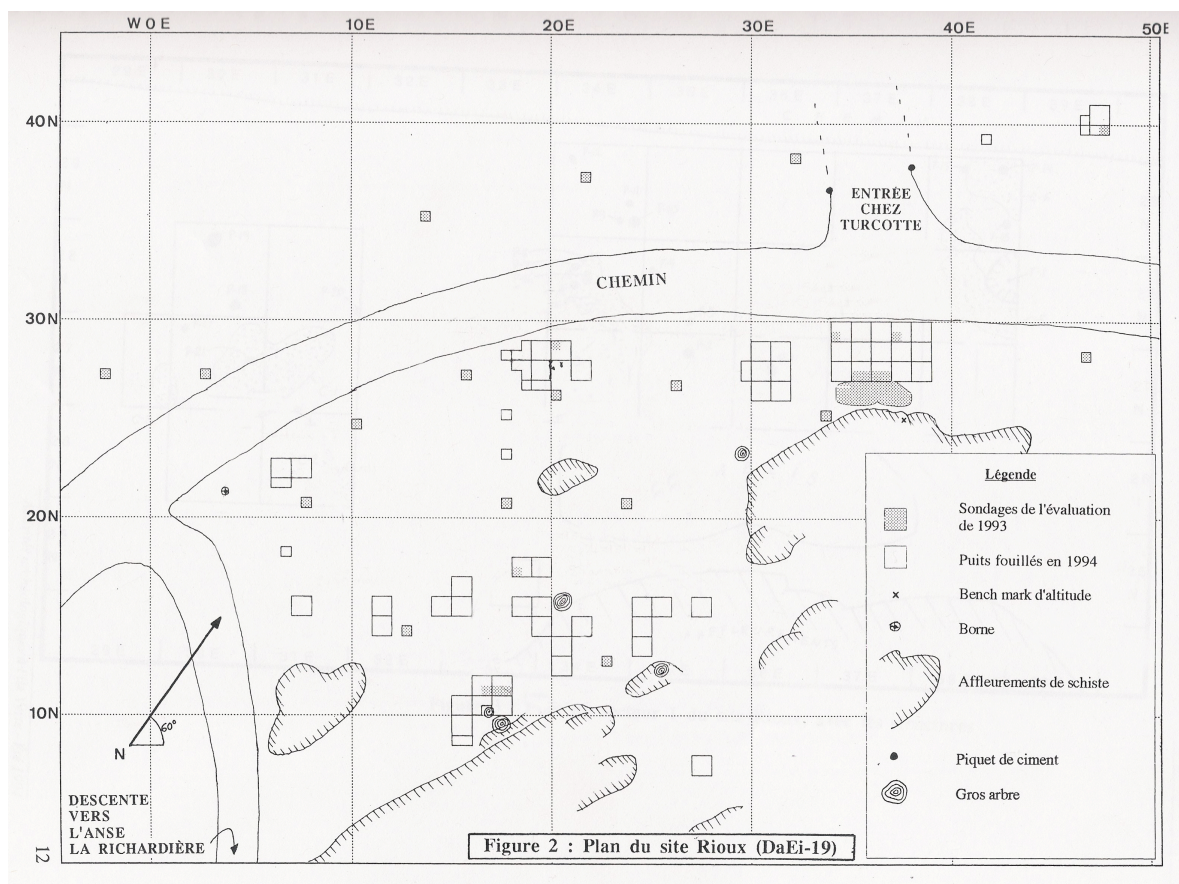 W 0 E 10E 20E 30E 40E 50E
40N
30N
20N
10N
ENTRÉE
CHEZ
TURCOTTE
CHEMIN
60°
N
DESCENTE
VERS
L'ANSE
LA RICHARDIÈRE
12
Légende
Sondages de l'évaluation
de 1993
Puits fouillés en 1994
Bench mark d'altitude
Borne
Affleurements de schiste
Piquet de ciment
Gros arbre
Figure 2 : Plan du site Rioux (DaEi-19)